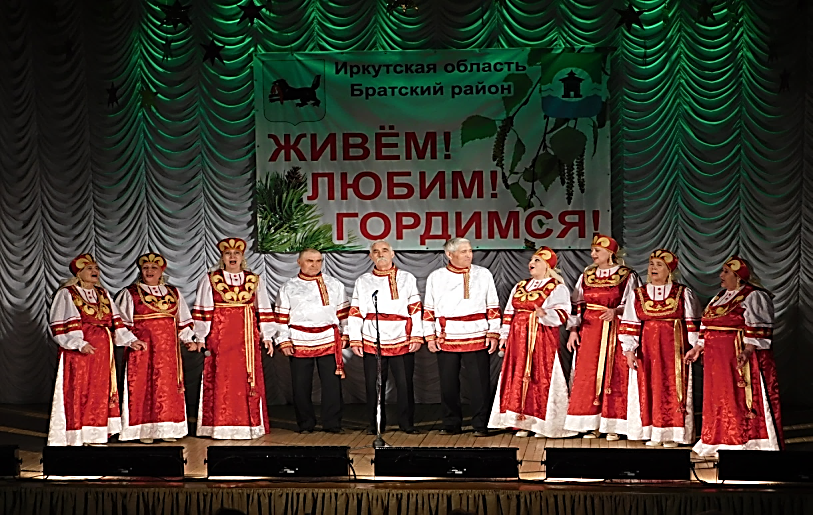 Иркутская область
Братский район
ЖИВЁМ!
ЛЮБИМ!
ГОРДИМСЯ!